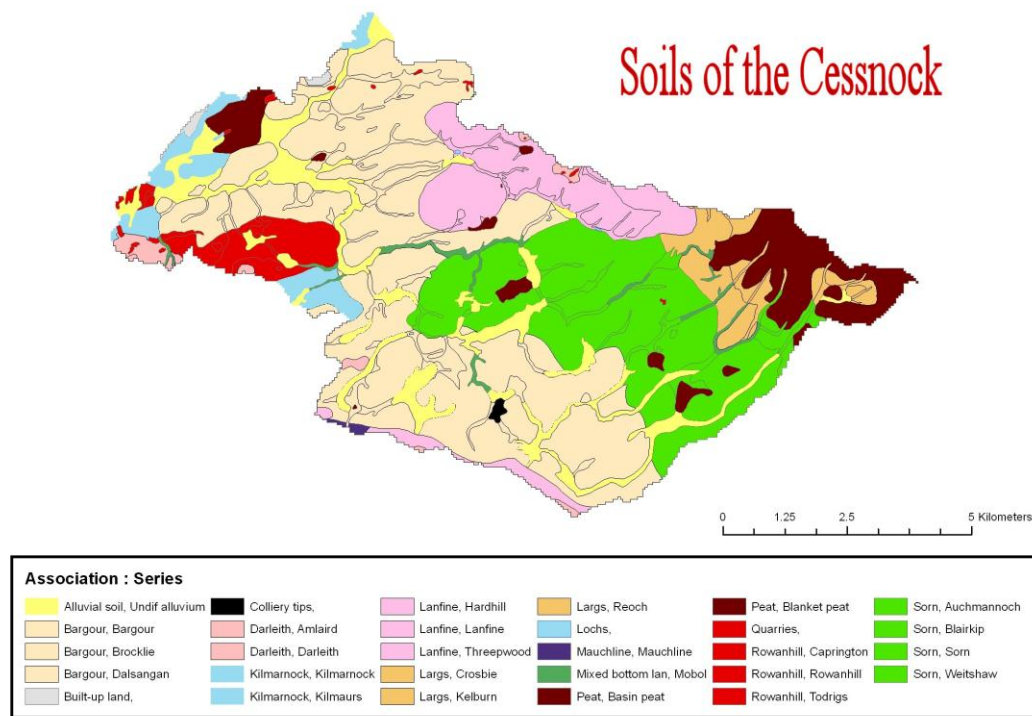 Soils of the Cessnock
0 1.25 2.5 5 Kilometers
Association : Series
Alluvial soil, Undif alluvium
Bargour, Bargour
Bargour, Brocklie
Bargour, Dalsangan
Built-up land,
Colliery tips,
Darleith, Amlaird
Darleith, Darleith
Kilmarnock, Kilmarnock
Kilmarnock, Kilmaurs
Lanfine, Hardhill
Lanfine, Lanfine
Lanfine, Threepwood
Largs, Crosbie
Largs, Kelburn
Largs, Reoch
Lochs,
Mauchline, Mauchline
Mixed bottom lan, Mobol
Peat, Basin peat
Peat, Blanket peat
Quarries,
Rowanhill, Caprington
Rowanhill, Rowanhill
Rowanhill, Todrigs
Sorn, Auchmannoch
Sorn, Blairkip
Sorn, Sorn
Sorn, Weitshaw